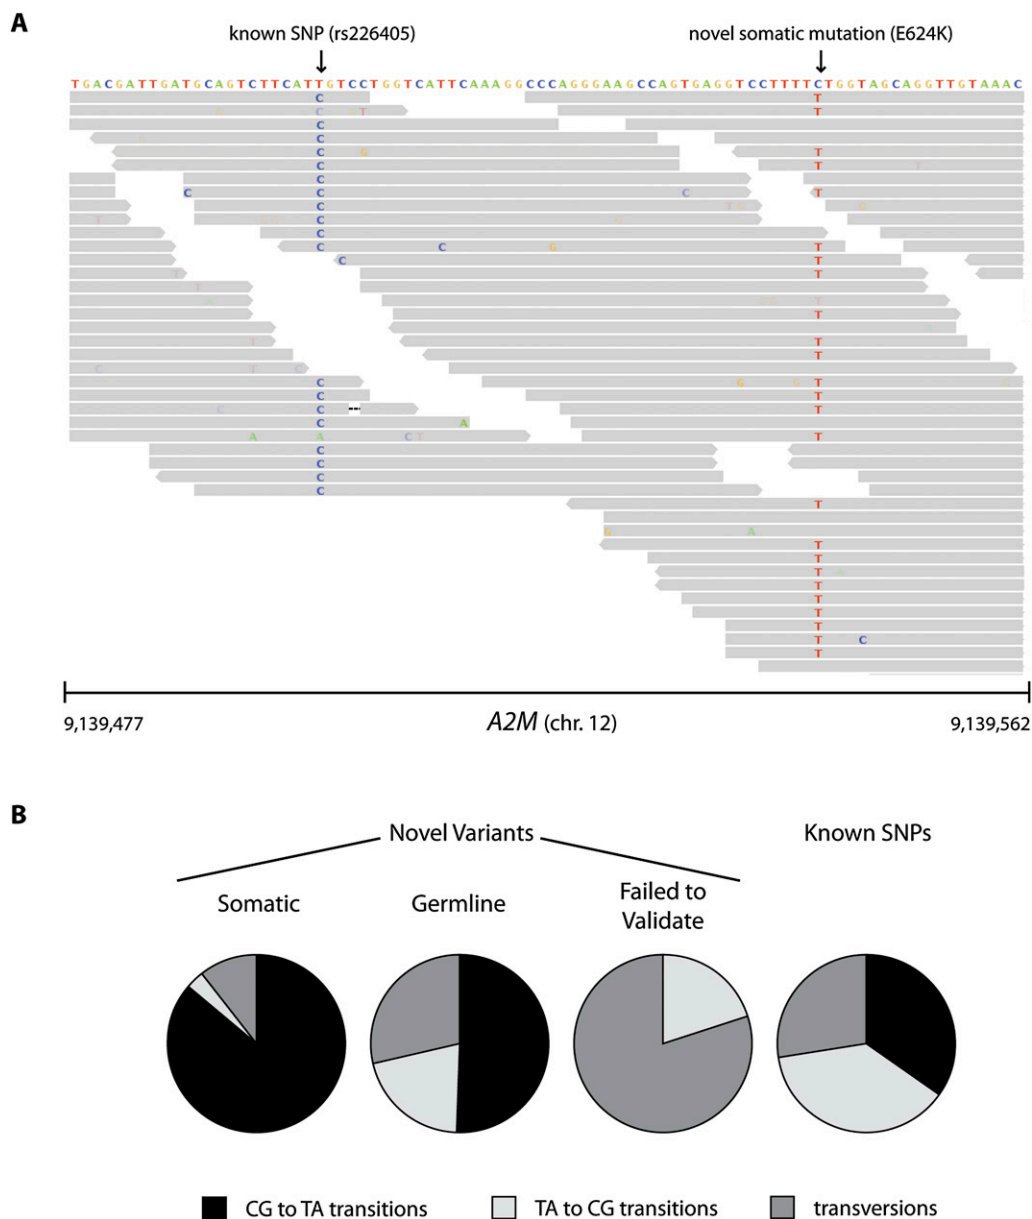 A
known SNP (rs226405) novel somatic mutation (E624K)
TGACGATTGATGCAGTCTTCATTGTCCTGGTCATTCAAAGGCCCAGGGAAGCCAGTGAGGTCCTTTTCTGGTAGCAGGTTGTAAAC
C T
C T T
C
C
C G T
C T T
C
C C C T
C T G G
T C G
C
C C G T
C T
T T
T
T
T
T T
T
C T C
C G G T
C T
C C T
C A
A A C T T
C
C
C
C
T
G A
T
T
T A
T
T
T
T
T C
T
9,139,477 A2M (chr. 12) 9,139,562
B
Novel Variants Known SNPs
Somatic Germline Failed to
Validate
CG to TA transitions TA to CG transitions transversions